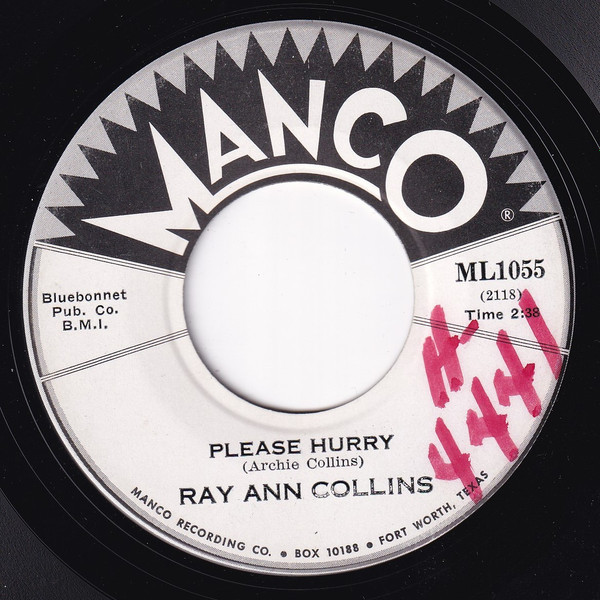 MANCO
®
Bluebonnet
Pub. Co.
B.M.I.
ML1055
(2118)
Time 2:38
H-
4441
PLEASE HURRY
(Archie Collins)
RAY ANN COLLINS
MANCO RECORDING CO. • BOX 10188 • FORT WORTH, TEXAS